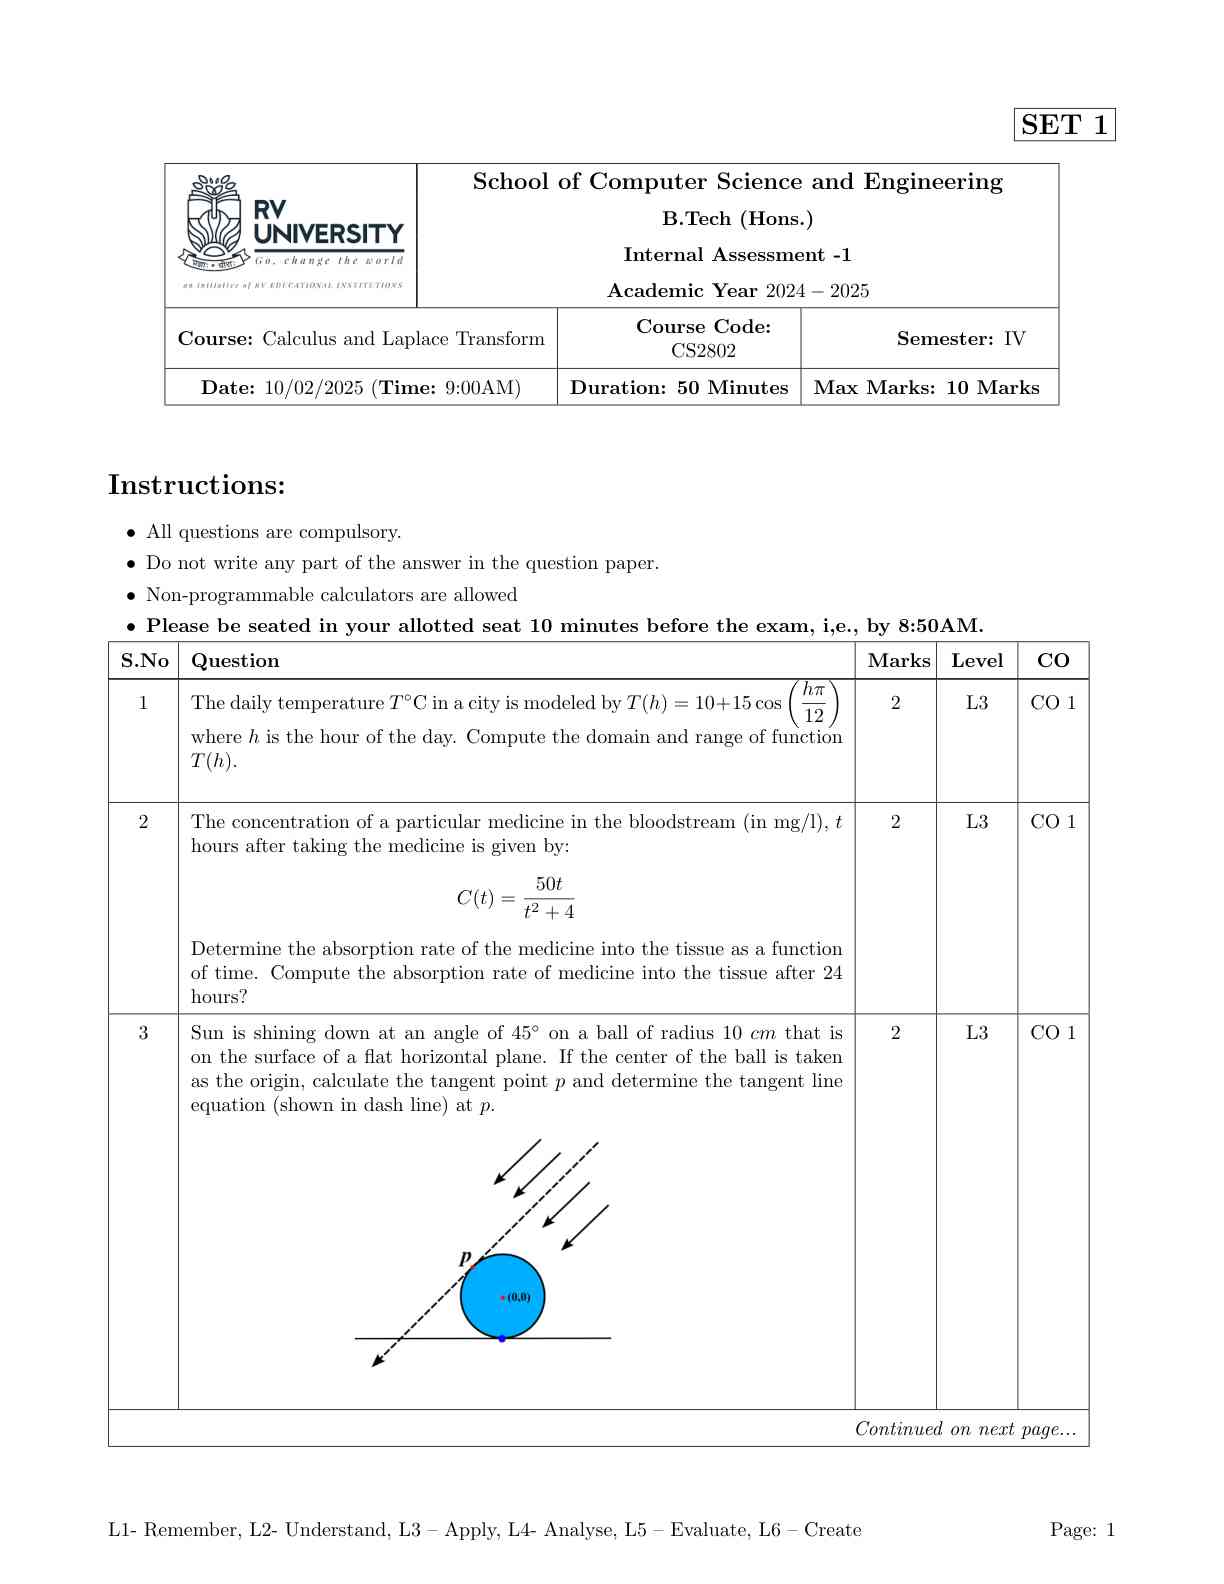 SET 1
RV
UNIVERSITY
Go, change the world
an initiative of RV EDUCATIONAL INSTITUTIONS
School of Computer Science and Engineering
B.Tech (Hons.)
Internal Assessment -1
Academic Year 2024 – 2025
Course: Calculus and Laplace Transform
Course Code:
CS2802
Semester: IV
Date: 10/02/2025 (Time: 9:00AM)
Duration: 50 Minutes
Max Marks: 10 Marks
Instructions:
• All questions are compulsory.
• Do not write any part of the answer in the question paper.
• Non-programmable calculators are allowed
• Please be seated in your allotted seat 10 minutes before the exam, i,e., by 8:50AM.
S.No Question Marks Level CO
1 The daily temperature T°C in a city is modeled by T(h) = 10+15 cos (hπ/12) 2 L3 CO 1
where h is the hour of the day. Compute the domain and range of function
T(h).
2 The concentration of a particular medicine in the bloodstream (in mg/l), t 2 L3 CO 1
hours after taking the medicine is given by:
C(t) = 50t/(t² + 4)
Determine the absorption rate of the medicine into the tissue as a function
of time. Compute the absorption rate of medicine into the tissue after 24
hours?
3 Sun is shining down at an angle of 45° on a ball of radius 10 cm that is 2 L3 CO 1
on the surface of a flat horizontal plane. If the center of the ball is taken
as the origin, calculate the tangent point p and determine the tangent line
equation (shown in dash line) at p.
p
(0,0)
Continued on next page...
L1- Remember, L2- Understand, L3 – Apply, L4- Analyse, L5 – Evaluate, L6 – Create Page: 1